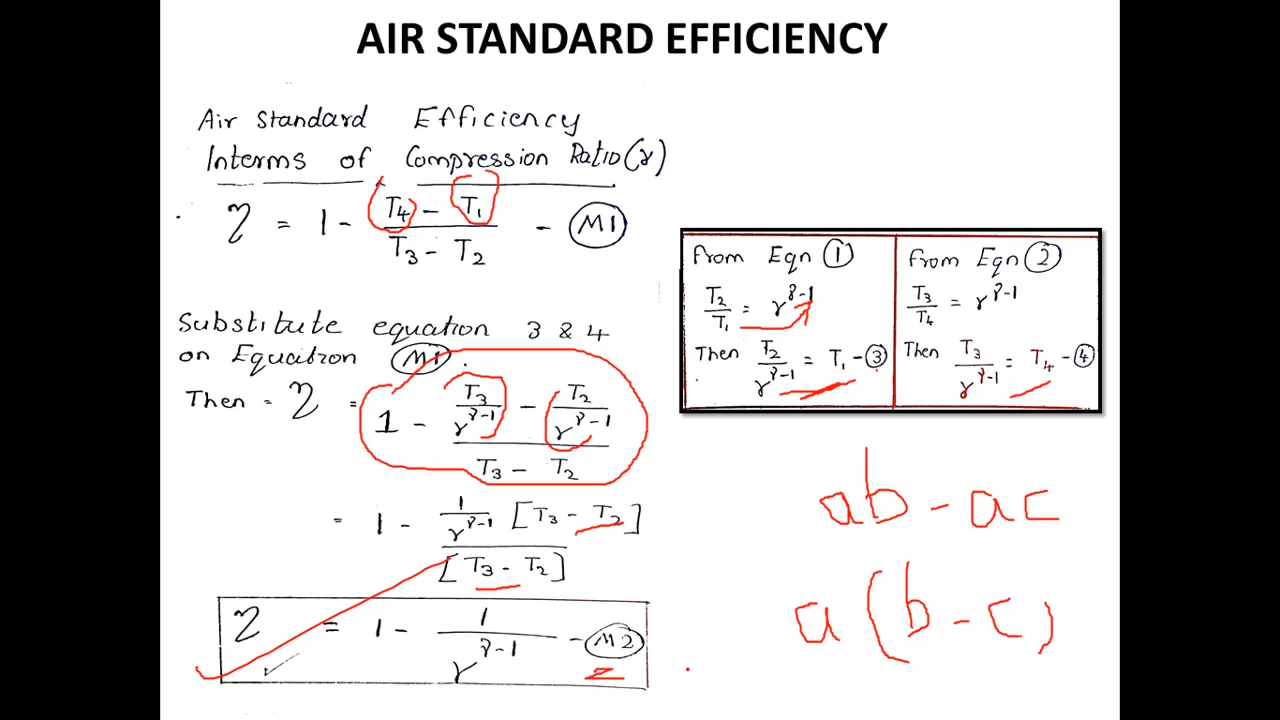 AIR STANDARD EFFICIENCY
Air Standard Efficiency
Interms of Compression Ratio(r)
η = 1 - (T4 - T1)/(T3 - T2) - M1
Substitute equation 3 & 4
on Equation M1.
Then = η = 1 - (T3/r^γ-1 - T2/r^γ-1)/(T3 - T2)
= 1 - 1/r^γ-1 [T3 - T2]/[T3 - T2]
η = 1 - 1/r^γ-1 - M2
From Eqn 1
T2/T1 = r^γ-1
Then T2/r^γ-1 = T1 - 3
From Eqn 2
T3/T4 = r^γ-1
Then T3/r^γ-1 = T4 - 4
ab - ac
a(b - c)